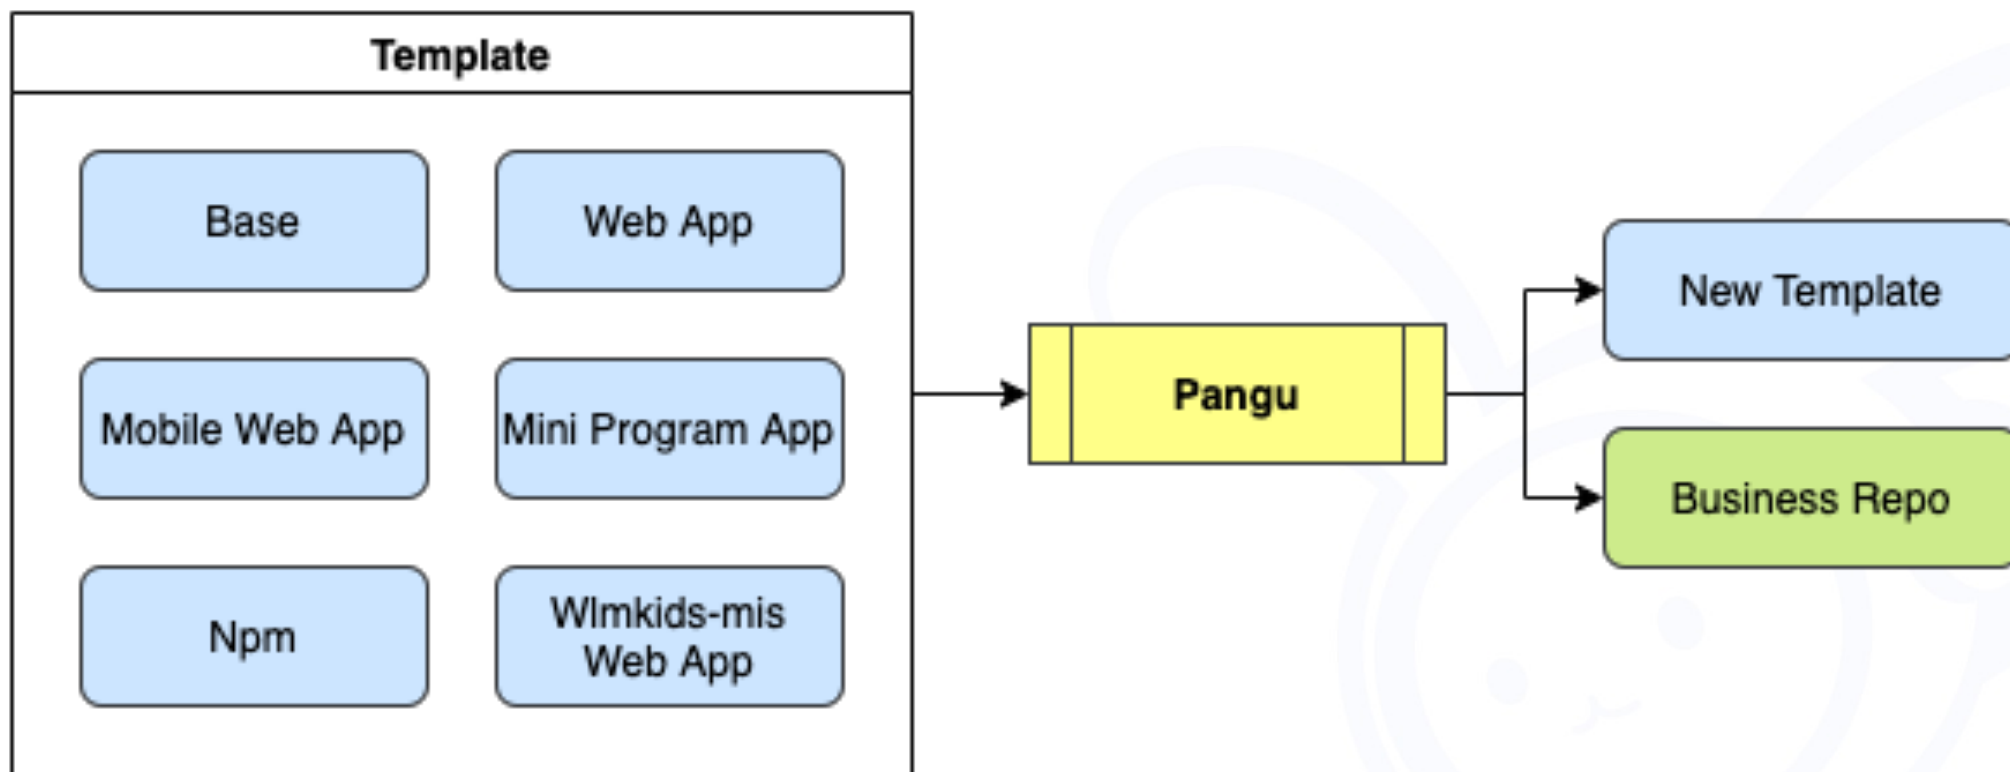 Template
Base
Web App
Mobile Web App
Mini Program App
Npm
Wlmkids-mis
Web App
Pangu
New Template
Business Repo